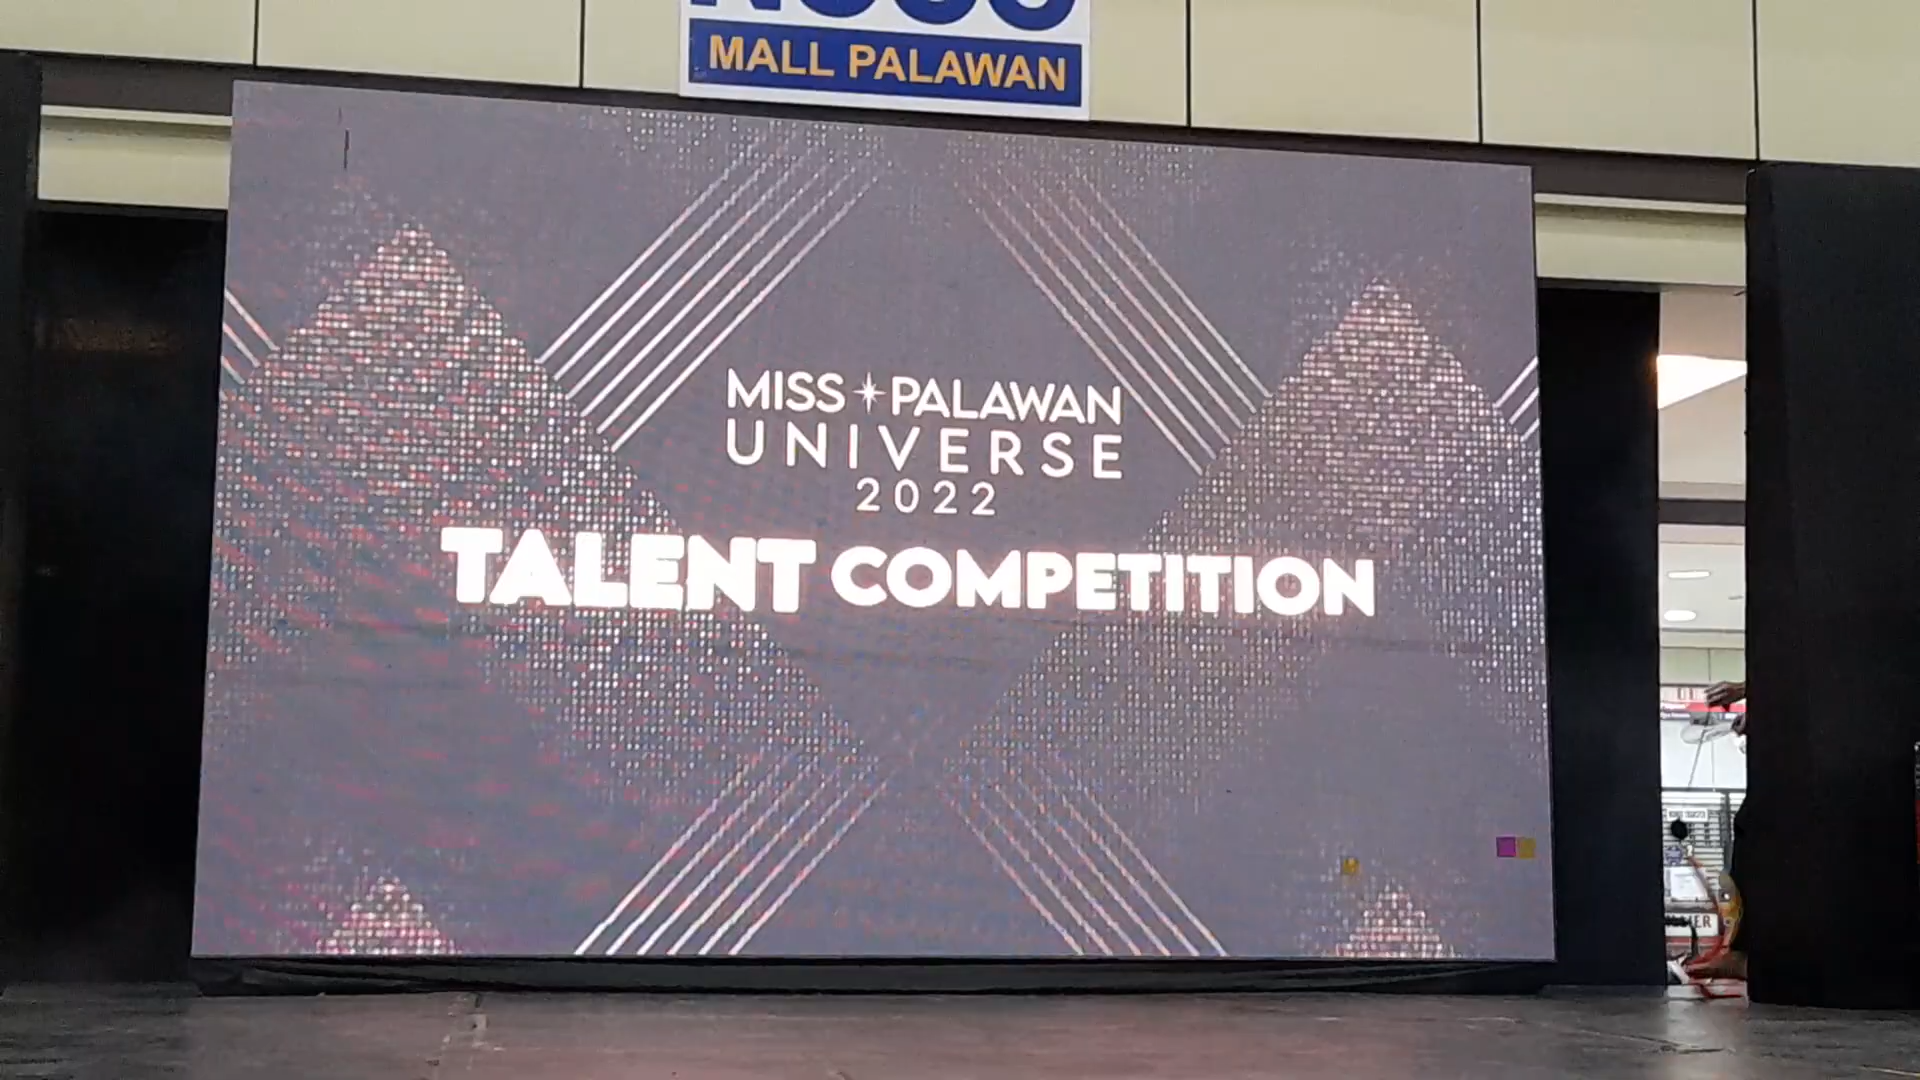 MALL PALAWAN
MISS PALAWAN
UNIVERSE
2022
TALENT COMPETITION